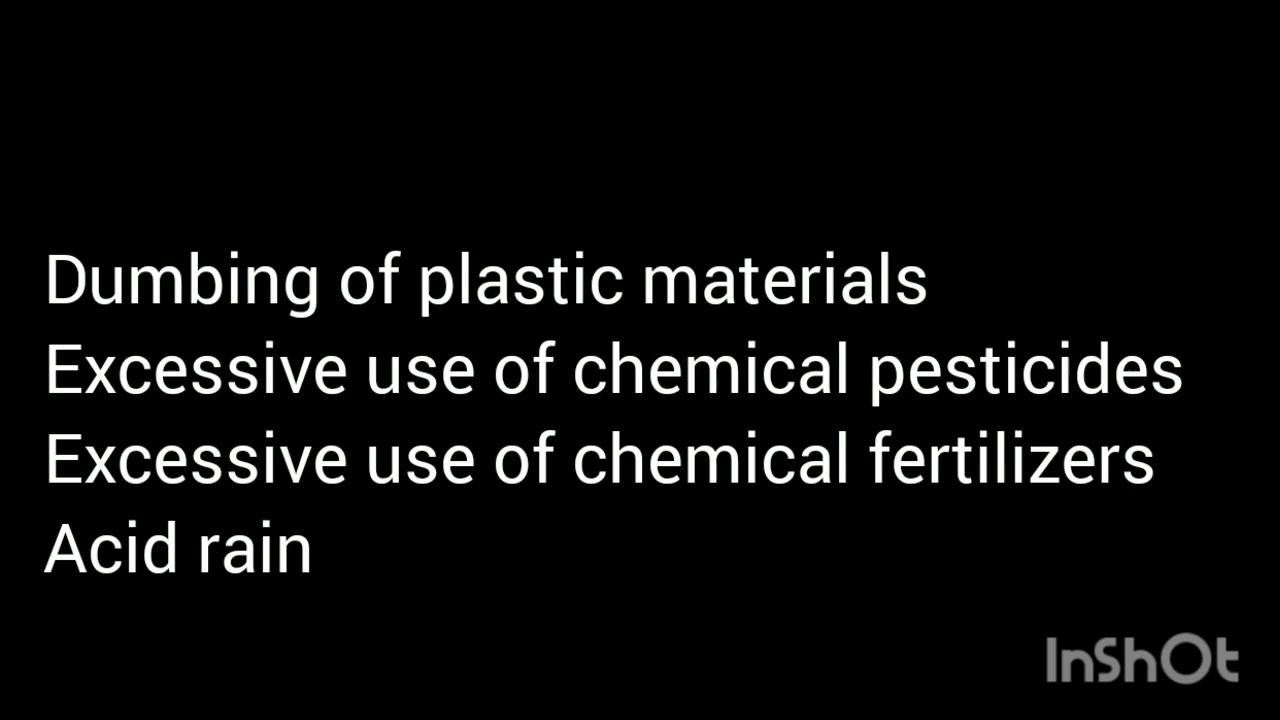 Dumbing of plastic materials
Excessive use of chemical pesticides
Excessive use of chemical fertilizers
Acid rain
InShOt